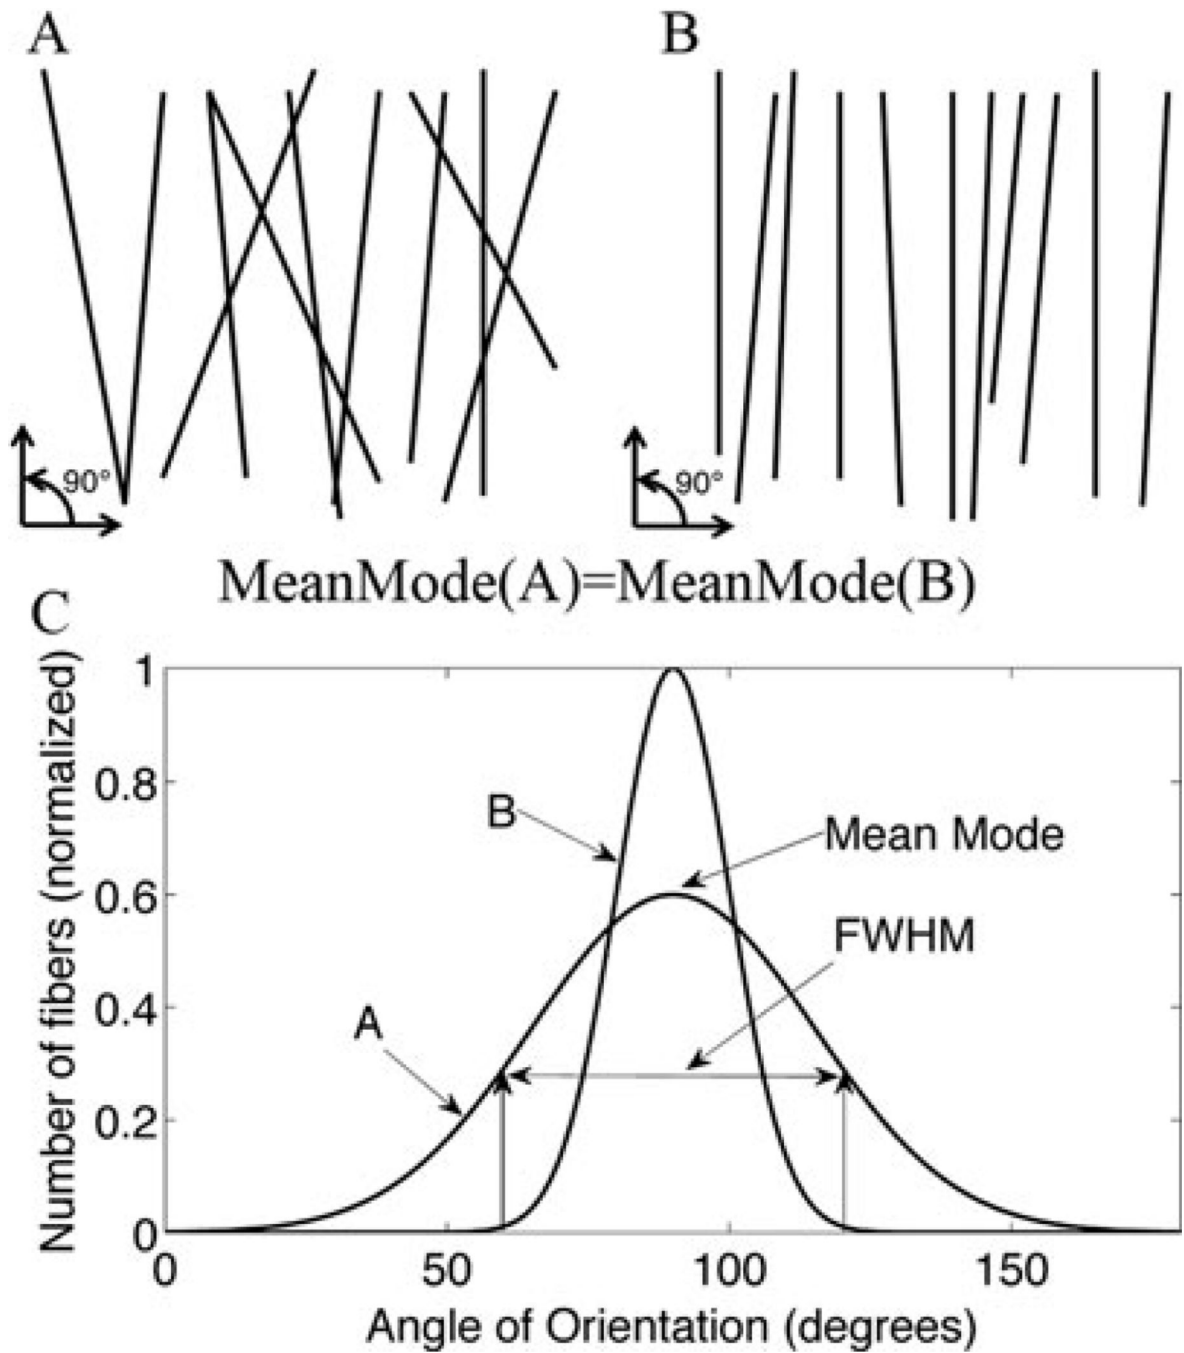 A
B
90°
90°
MeanMode(A)=MeanMode(B)
C
Number of fibers (normalized)
1
0.8
0.6
0.4
0.2
0
B
Mean Mode
FWHM
A
0
50
100
150
Angle of Orientation (degrees)